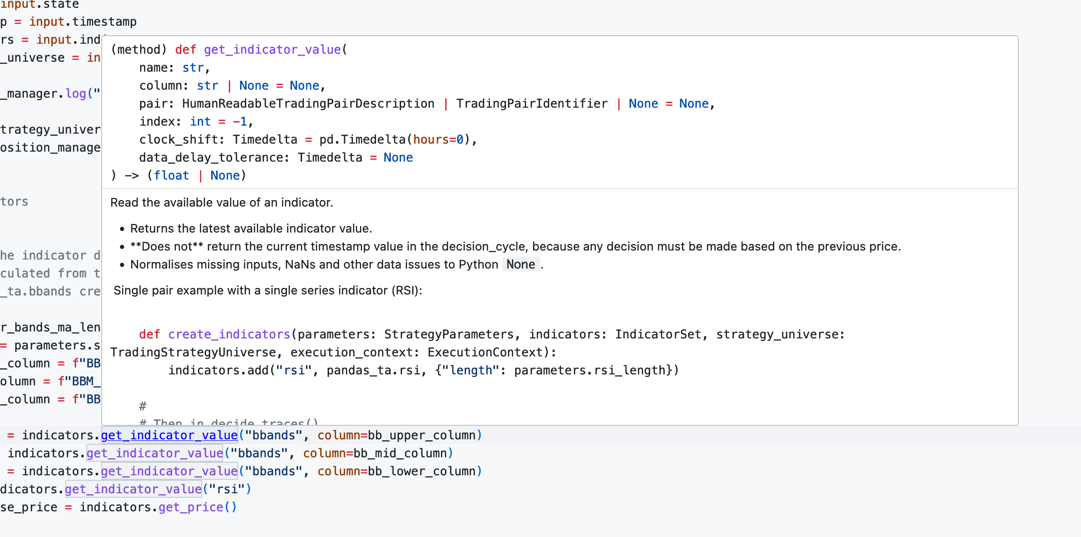 input.state
p = input.timestamp
rs = input.ind
_universe = in
(method) def get_indicator_value(
name: str,
column: str | None = None,
pair: HumanReadableTradingPairDescription | TradingPairIdentifier | None = None,
index: int = -1,
clock_shift: Timedelta = pd.Timedelta(hours=0),
data_delay_tolerance: Timedelta = None
) -> (float | None)
_manager.log("
trategy_univer
osition_manage
Read the available value of an indicator.
tors
• Returns the latest available indicator value.
• **Does not** return the current timestamp value in the decision_cycle, because any decision must be made based on the previous price.
• Normalises missing inputs, NaNs and other data issues to Python None .
he indicator d
culated from t
_ta.bbands cre
Single pair example with a single series indicator (RSI):
r_bands_ma_len
= parameters.s
_column = f"BB
olumn = f"BBM_
_column = f"BB
def create_indicators(parameters: StrategyParameters, indicators: IndicatorSet, strategy_universe:
TradingStrategyUniverse, execution_context: ExecutionContext):
indicators.add("rsi", pandas_ta.rsi, {"length": parameters.rsi_length})
#
# Then in decide_trades()
= indicators.get_indicator_value("bbands", column=bb_upper_column)
indicators.get_indicator_value("bbands", column=bb_mid_column)
= indicators.get_indicator_value("bbands", column=bb_lower_column)
dicators.get_indicator_value("rsi")
se_price = indicators.get_price()